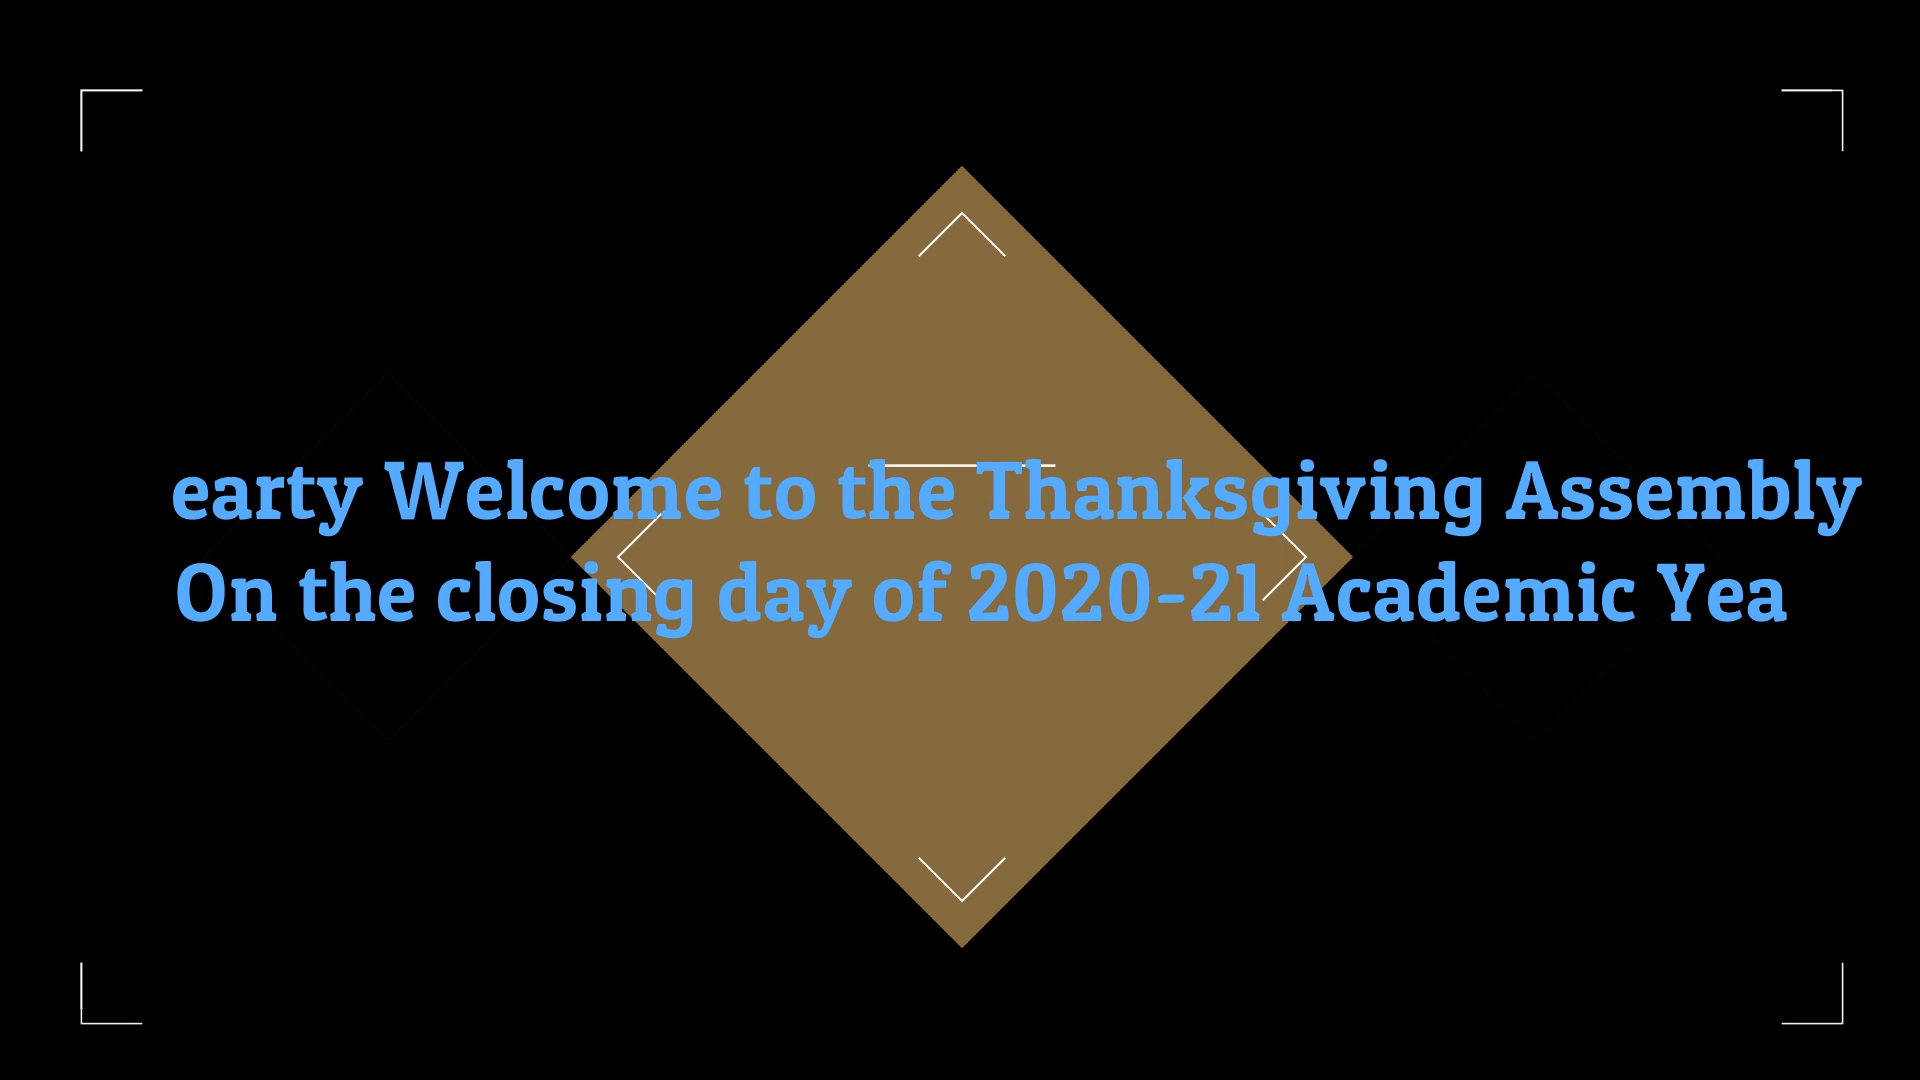 earty Welcome to the Thanksgiving Assembly
On the closing day of 2020-21 Academic Yea